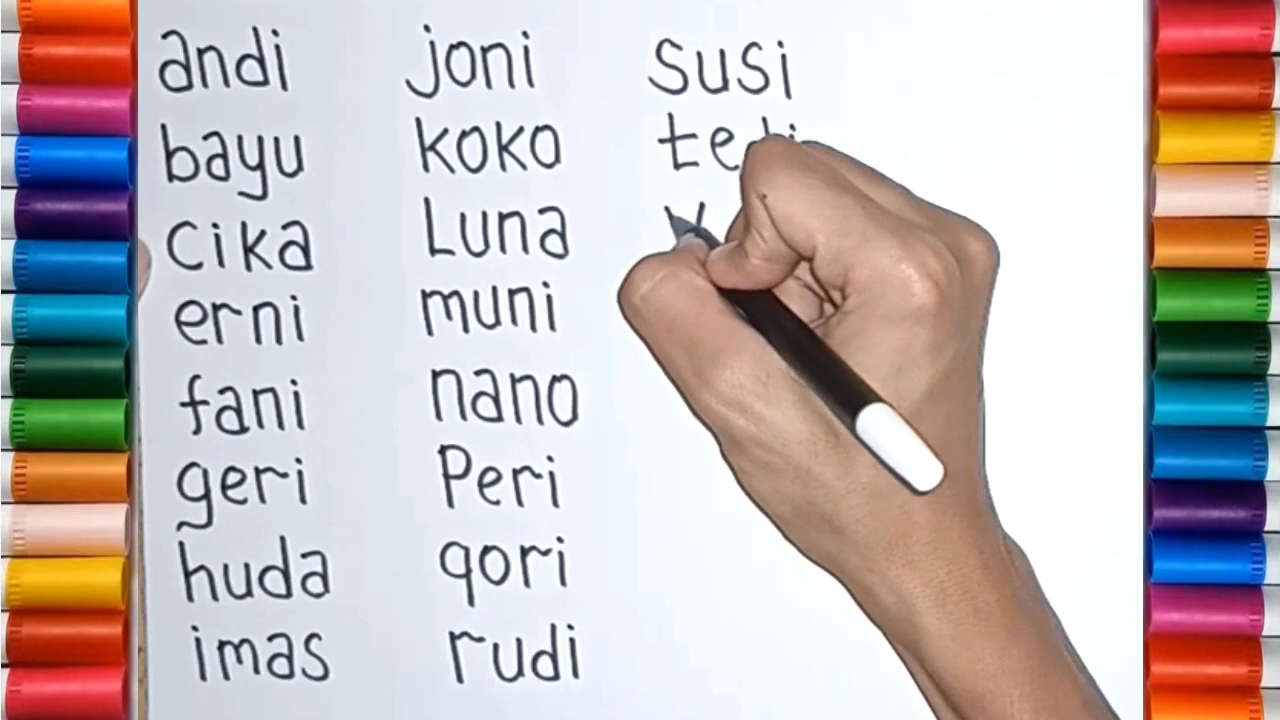 andi
bayu
Cika
erni
fani
geri
huda
imas
joni
koko
Luna
muni
nano
Peri
qori
rudi
Susi